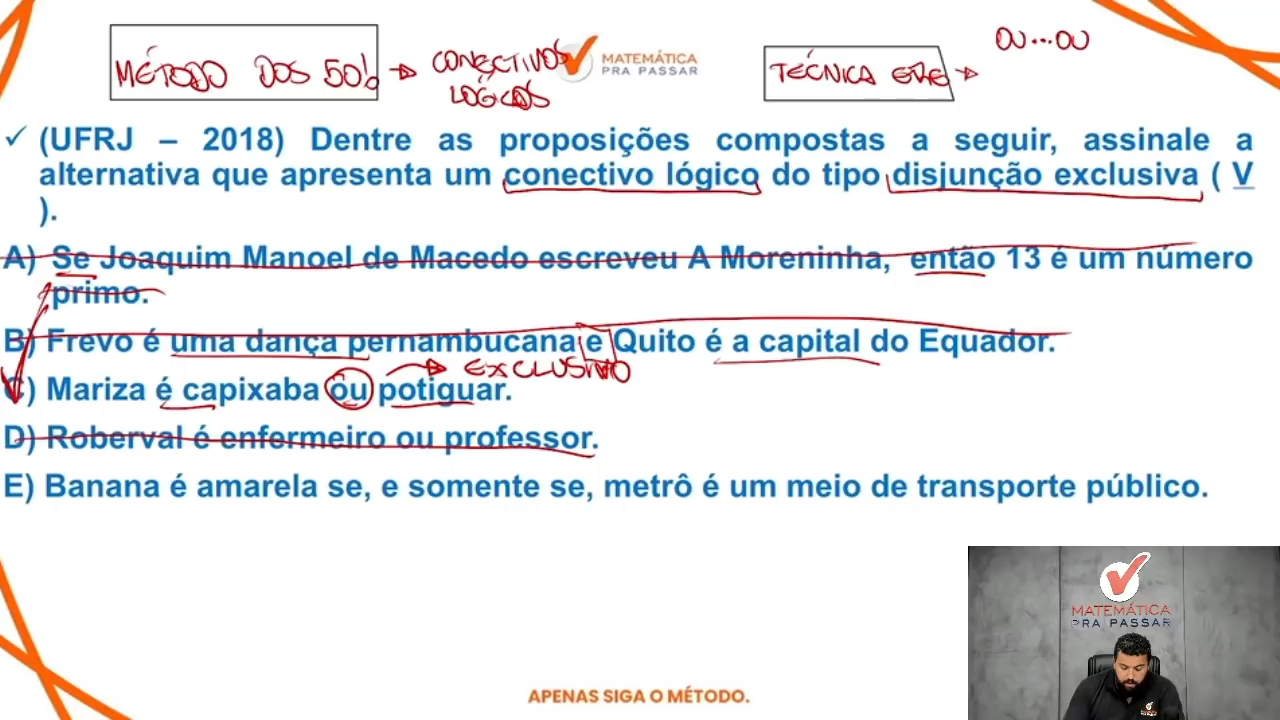 OU...OU
MÉTODO DOS 50% → CONECTIVOS LÓGICOS
MATEMÁTICA
PRA PASSAR
TÉCNICA →
✓ (UFRJ – 2018) Dentre as proposições compostas a seguir, assinale a
alternativa que apresenta um conectivo lógico do tipo disjunção exclusiva ( V
).
A) Se Joaquim Manoel de Macedo escreveu A Moreninha, então 13 é um número
primo.
B) Frevo é uma dança pernambucana e Quito é a capital do Equador.
EXCLUSIVO
C) Mariza é capixaba ou potiguar.
D) Roberval é enfermeiro ou professor.
E) Banana é amarela se, e somente se, metrô é um meio de transporte público.
MATEMÁTICA
PRA PASSAR
APENAS SIGA O MÉTODO.